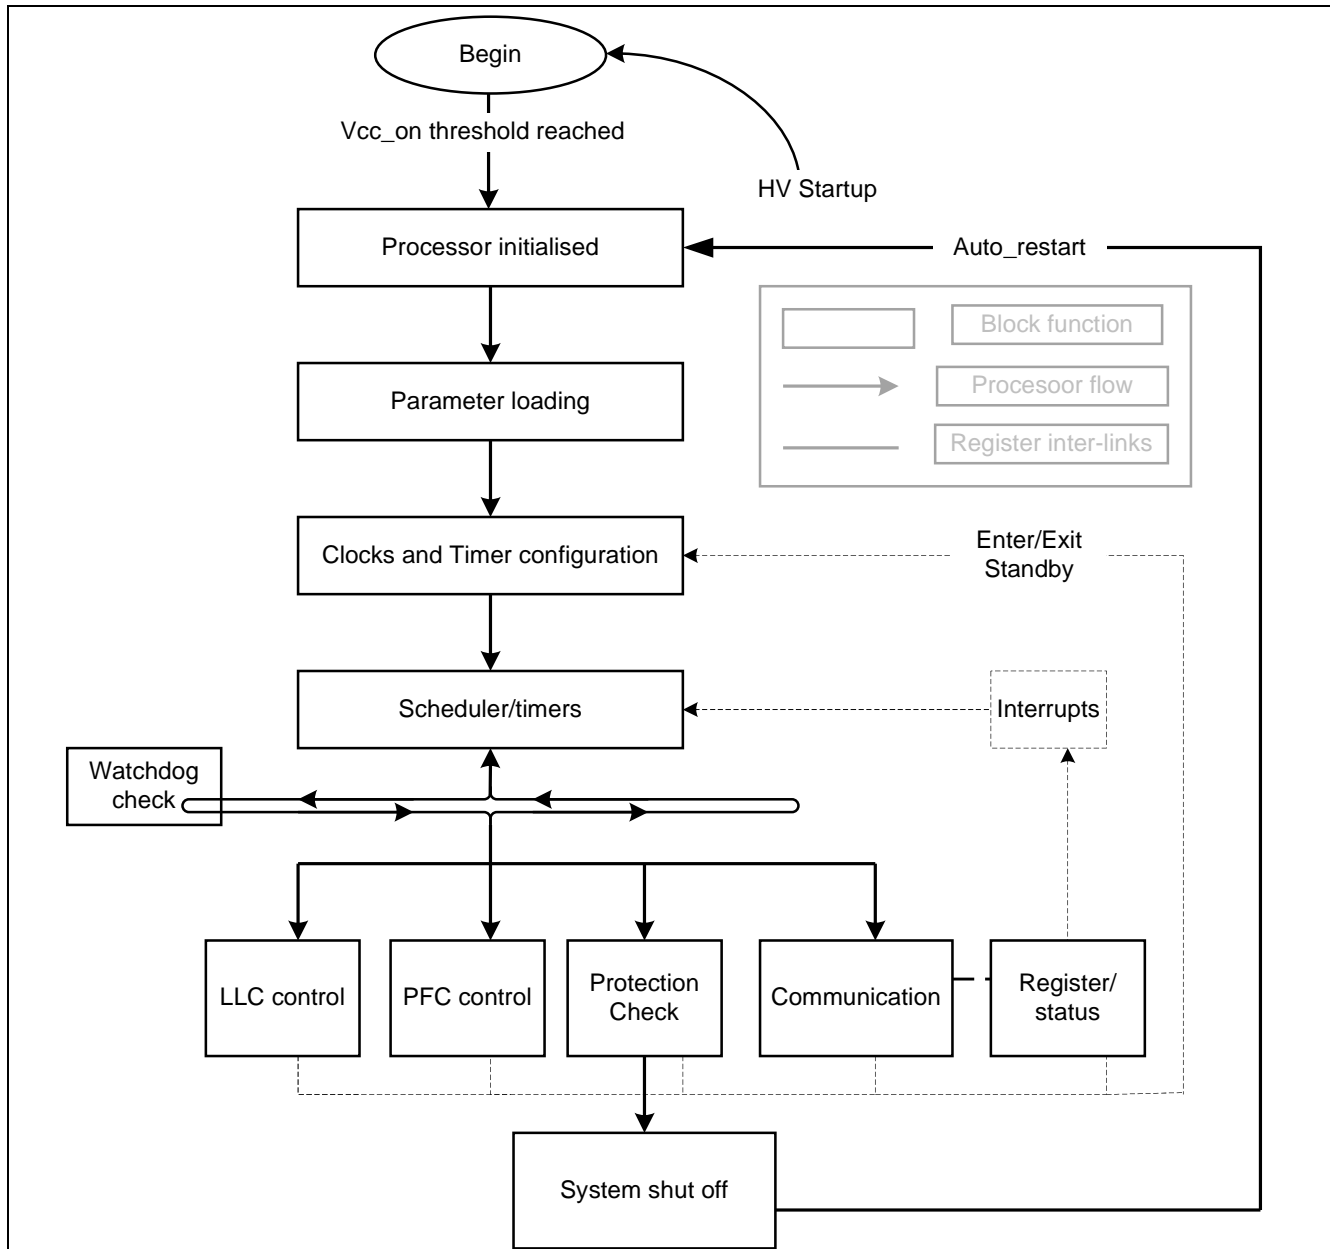 Begin
Vcc_on threshold reached
HV Startup
Processor initialised
Auto_restart
Block function
Procesoor flow
Register inter-links
Parameter loading
Clocks and Timer configuration
Enter/Exit
Standby
Scheduler/timers
Interrupts
Watchdog
check
LLC control
PFC control
Protection
Check
Communication
Register/
status
System shut off